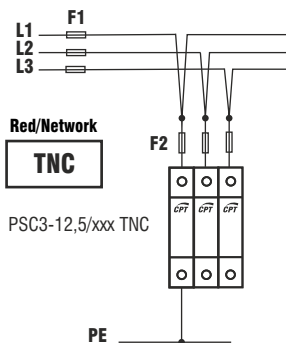 F1
L1
L2
L3
Red/Network
F2
TNC
CPT CPT CPT
PSC3-12,5/xxx TNC
PE